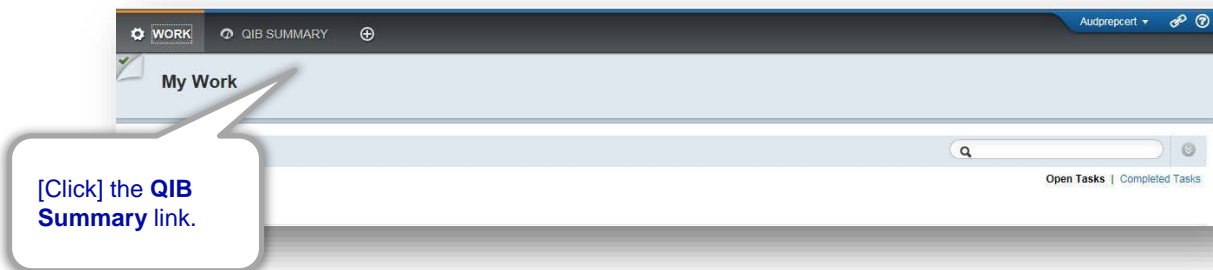 WORK QIB SUMMARY Audprepcert
My Work
[Click] the QIB
Summary link.
Open Tasks | Completed Tasks